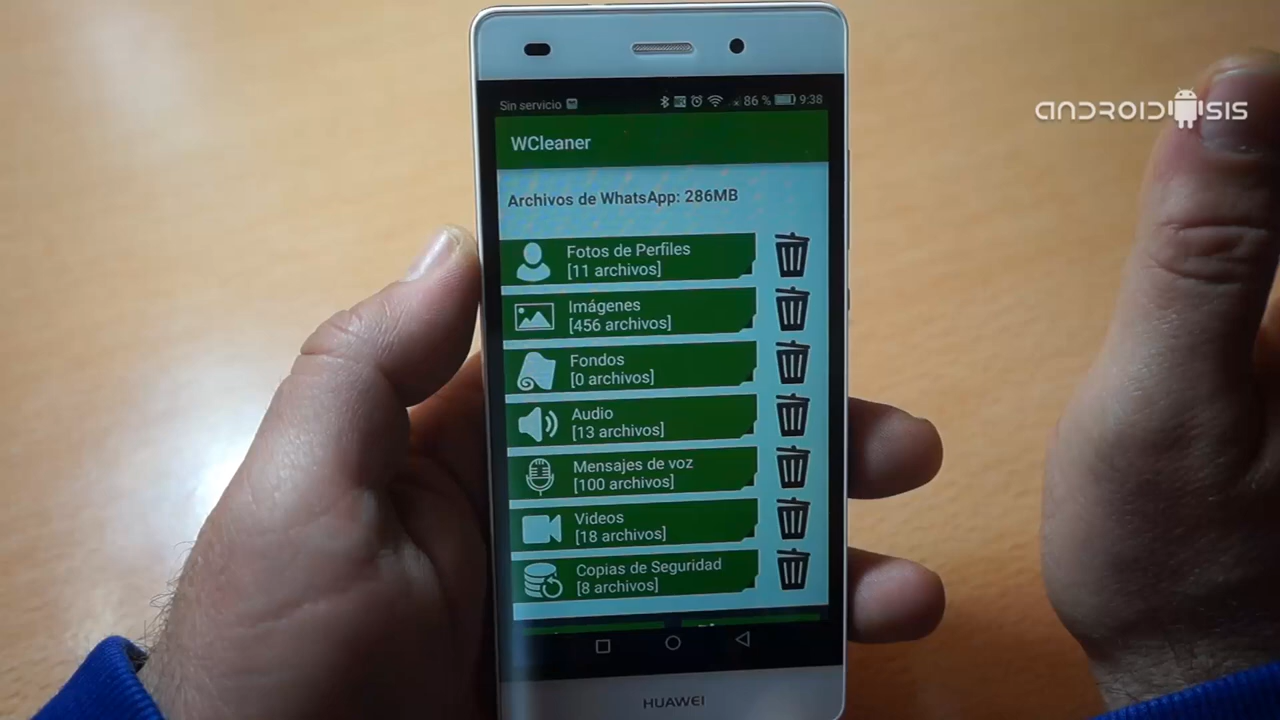 ANDROIDSIS
Sin servicio
86 % 9:38
WCleaner
Archivos de WhatsApp: 286MB
Fotos de Perfiles
[11 archivos]
Imágenes
[456 archivos]
Fondos
[0 archivos]
Audio
[13 archivos]
Mensajes de voz
[100 archivos]
Videos
[18 archivos]
Copias de Seguridad
[8 archivos]
HUAWEI